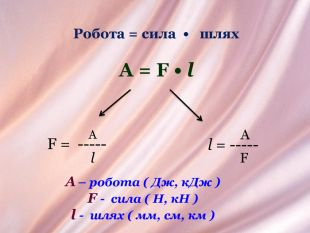 Робота = сила • шлях
A = F • l
F = A ----- l
l = A ----- F
A – робота ( Дж, кДж )
F - сила ( Н, кН )
l - шлях ( мм, см, км )